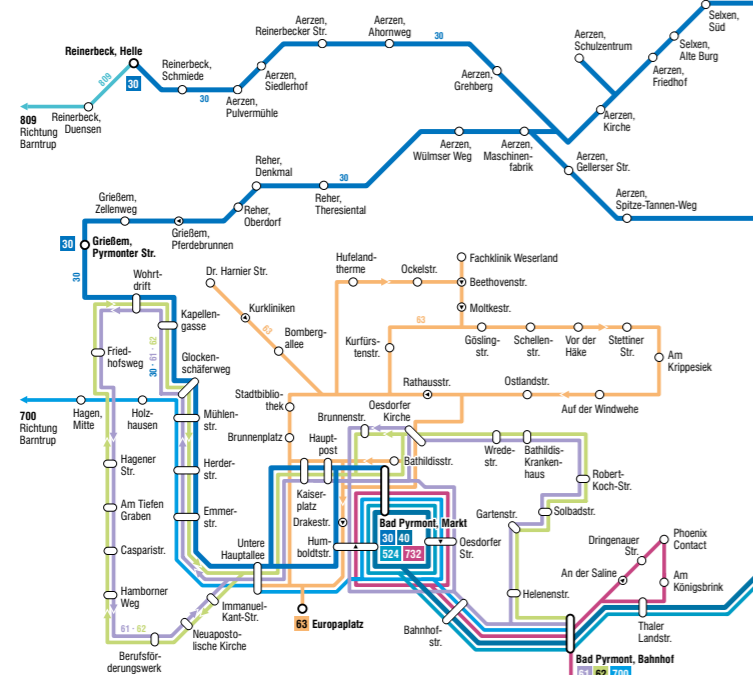 Selxen,
Süd
Selxen,
Alte Burg
Aerzen,
Schulzentrum
Aerzen,
Friedhof
Aerzen,
Kirche
Aerzen,
Reinerbecker Str.
Aerzen,
Ahornweg
30
Aerzen,
Grehberg
Reinerbeck, Helle
30
809
Reinerbeck,
Schmiede
30
Aerzen,
Siedlerhof
Aerzen,
Pulvermühle
809
Richtung
Barntrup
Reinerbeck,
Duensen
Aerzen,
Wülmser Weg
Aerzen,
Maschinen-
fabrik
Aerzen,
Gellerser Str.
Aerzen,
Spitze-Tannen-Weg
Reher,
Denkmal
30
Reher,
Theresiental
Reher,
Oberdorf
Grießem,
Zellenweg
Grießem,
Pferdebrunnen
30
Grießem,
Pyrmonter Str.
30
Wohrt-
drift
Kapellen-
gasse
Fried-
hofsweg
30 · 61 · 62
Glocken-
schäferweg
700
Richtung
Barntrup
Hagen,
Mitte
Holz-
hausen
Mühlen-
str.
Hagener
Str.
Herder-
str.
Am Tiefen
Graben
Emmer-
str.
Casparistr.
Untere
Hauptallee
Hamborner
Weg
Immanuel-
Kant-Str.
61 · 62
Neuaposto-
lische Kirche
Berufsför-
derungswerk
Dr. Harnier Str.
Kurkliniken
63
Bomberg-
allee
Hufeland-
therme
Ockelstr.
Fachklinik Weserland
Beethovenstr.
Moltkestr.
63
Kurfürs-
tenstr.
Gösling-
str.
Schellen-
str.
Vor der
Häke
Stettiner
Str.
Am
Krippesiek
Rathausstr.
Ostlandstr.
Auf der Windwehe
Stadtbiblio-
thek
Brunnenplatz
Brunnenstr.
Oesdorfer
Kirche
Haupt-
post
Bathildisstr.
Wrede-
str.
Bathildis-
Kranken-
haus
Robert-
Koch-Str.
Kaiser-
platz
Drakestr.
Hum-
boldtstr.
Bad Pyrmont, Markt
30 40
524 732
Oesdorfer
Str.
Gartenstr.
Solbadstr.
Helenenstr.
63 Europaplatz
Bahnhof-
str.
Dringenauer
Str.
Phoenix
Contact
An der Saline
Am
Königsbrink
Thaler
Landstr.
Bad Pyrmont, Bahnhof
61 62 700